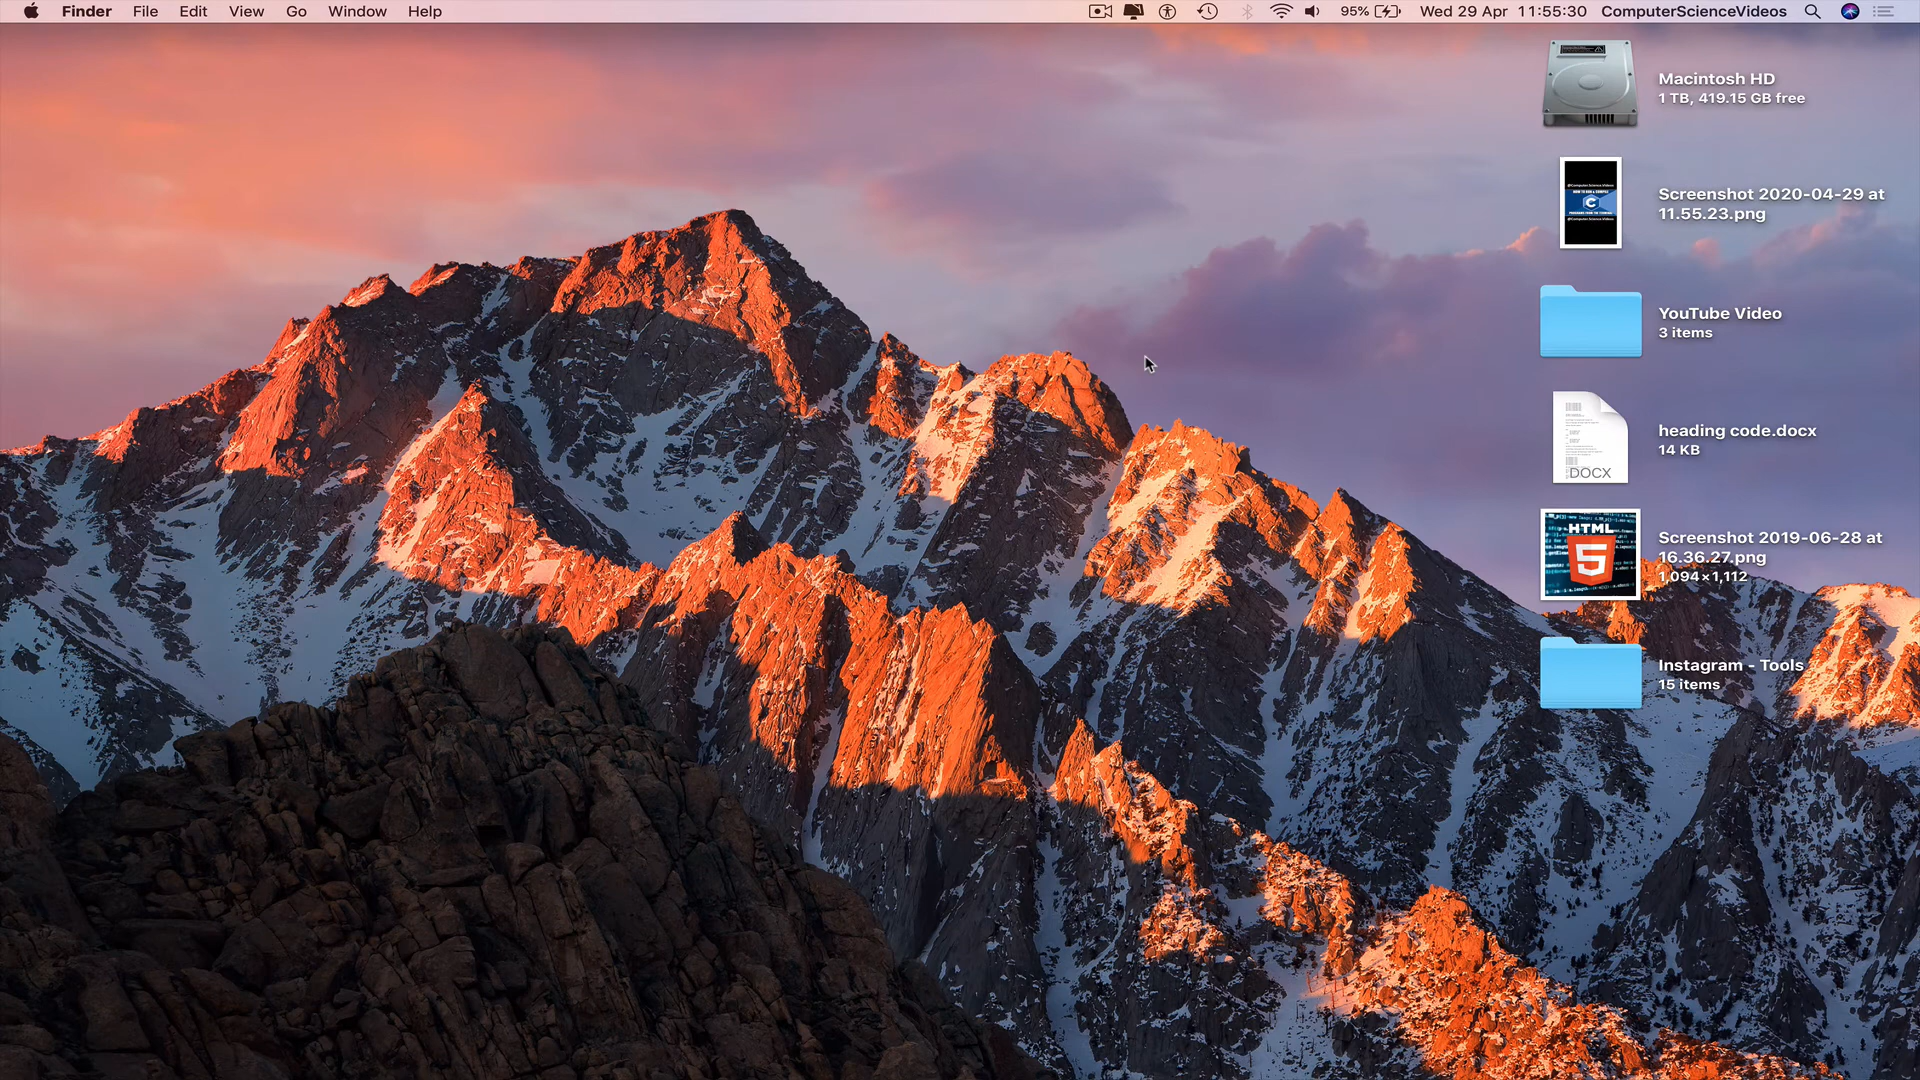 Finder File Edit View Go Window Help
95% Wed 29 Apr 11:55:30 ComputerScienceVideos
Macintosh HD
1 TB, 419.15 GB free
Screenshot 2020-04-29 at
11.55.23.png
YouTube Video
3 items
DOCX
heading code.docx
14 KB
HTML
5
Screenshot 2019-06-28 at
16.36.27.png
1,094×1,112
Instagram - Tools
15 items